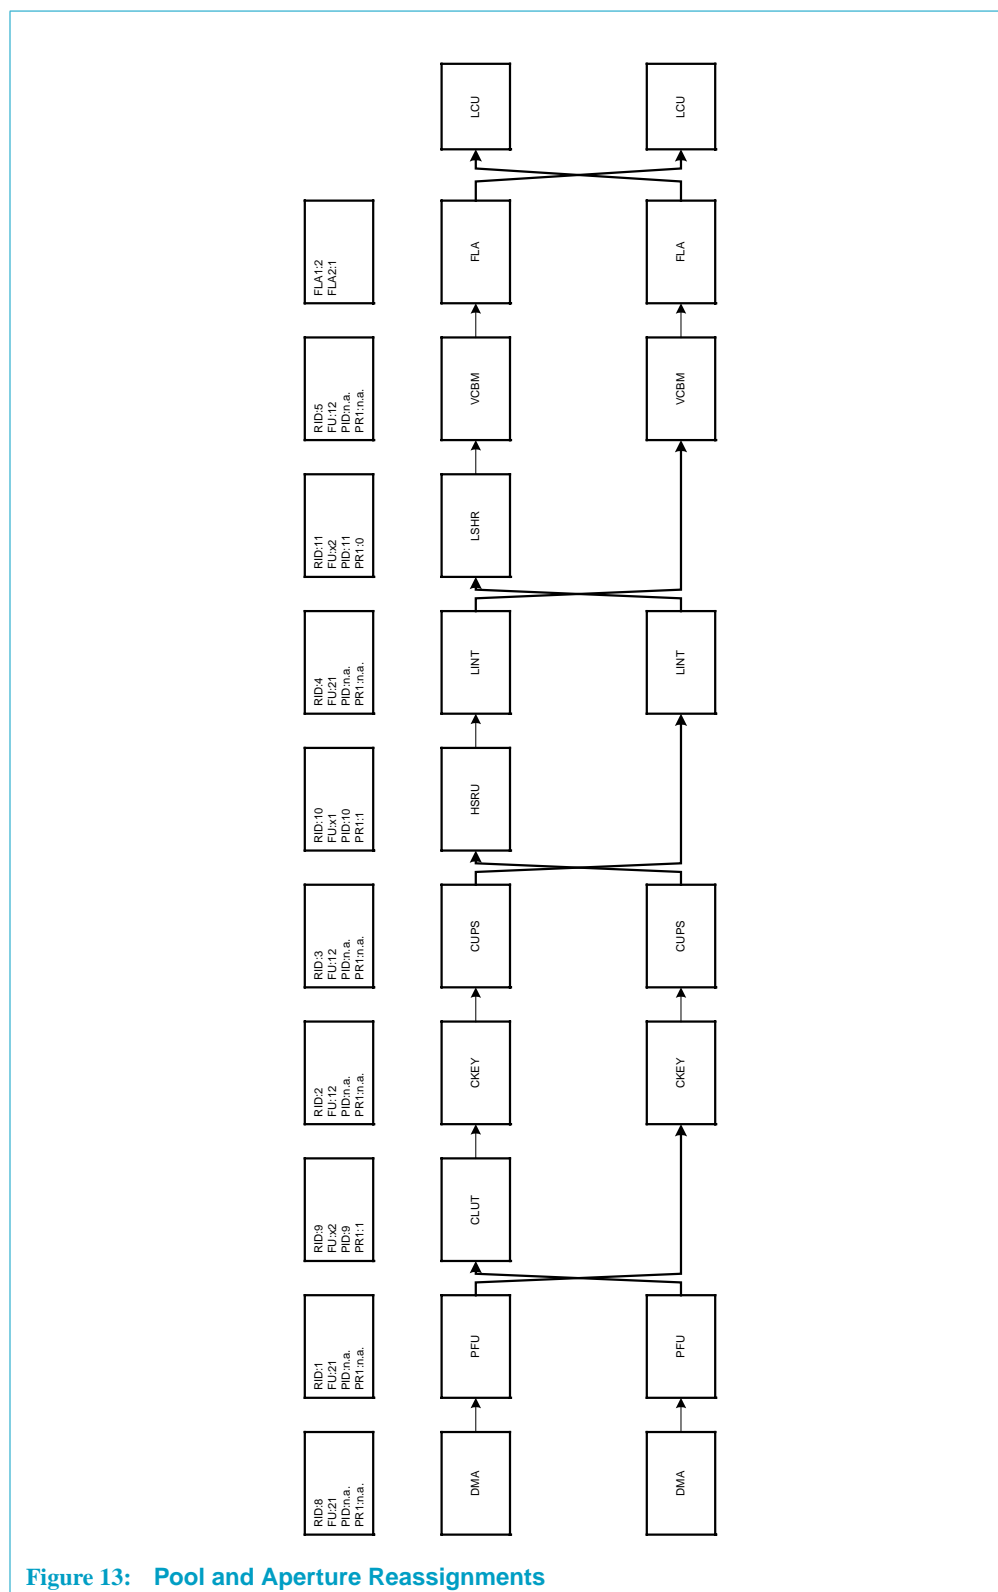 LCU
LCU
FLA1:2
FLA2:1
FLA
FLA
RID:5
FU:12
PID:n.a.
PR1:n.a.
VCBM
VCBM
RID:11
FU:x2
PID:11
PR1:0
LSHR
RID:4
FU:21
PID:n.a.
PR1:n.a.
LINT
LINT
RID:10
FU:x1
PID:10
PR1:1
HSRU
RID:3
FU:12
PID:n.a.
PR1:n.a.
CUPS
CUPS
RID:2
FU:12
PID:n.a.
PR1:n.a.
CKEY
CKEY
RID:9
FU:x2
PID:9
PR1:1
CLUT
RID:1
FU:21
PID:n.a.
PR1:n.a.
PFU
PFU
RID:8
FU:21
PID:n.a.
PR1:n.a.
DMA
DMA
Figure 13: Pool and Aperture Reassignments